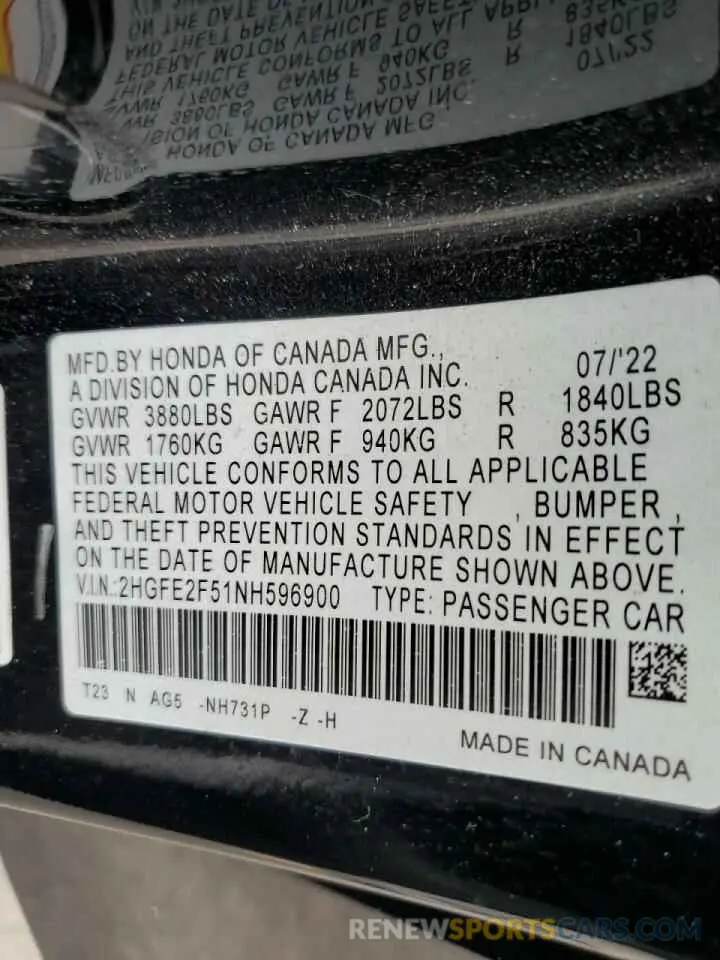 MFD.BY HONDA OF CANADA MFG., 07/'22
A DIVISION OF HONDA CANADA INC.
GVWR 3880LBS GAWR F 2072LBS R 1840LBS
GVWR 1760KG GAWR F 940KG R 835KG
THIS VEHICLE CONFORMS TO ALL APPLICABLE
FEDERAL MOTOR VEHICLE SAFETY , BUMPER ,
AND THEFT PREVENTION STANDARDS IN EFFECT
ON THE DATE OF MANUFACTURE SHOWN ABOVE.
V.I.N.:2HGFE2F51NH596900 TYPE: PASSENGER CAR
T23 N AG5 -NH731P -Z -H
MADE IN CANADA
RENEWSPORTSCARS.COM